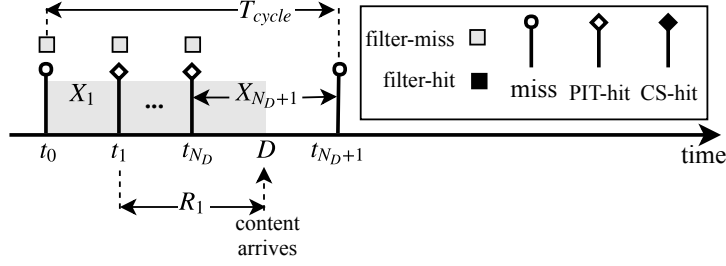 T_cycle
filter-miss
filter-hit
miss PIT-hit CS-hit
X_1 ... X_{N_D+1}
t_0 t_1 t_{N_D} D t_{N_D+1} time
R_1
content
arrives